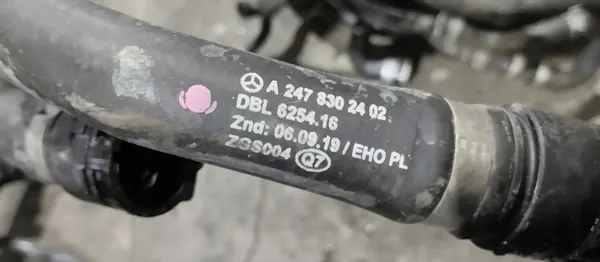 A 247 830 24 02
DBL 6254.16
Znd: 06.09.19 / EHO PL
ZGS004 Q7